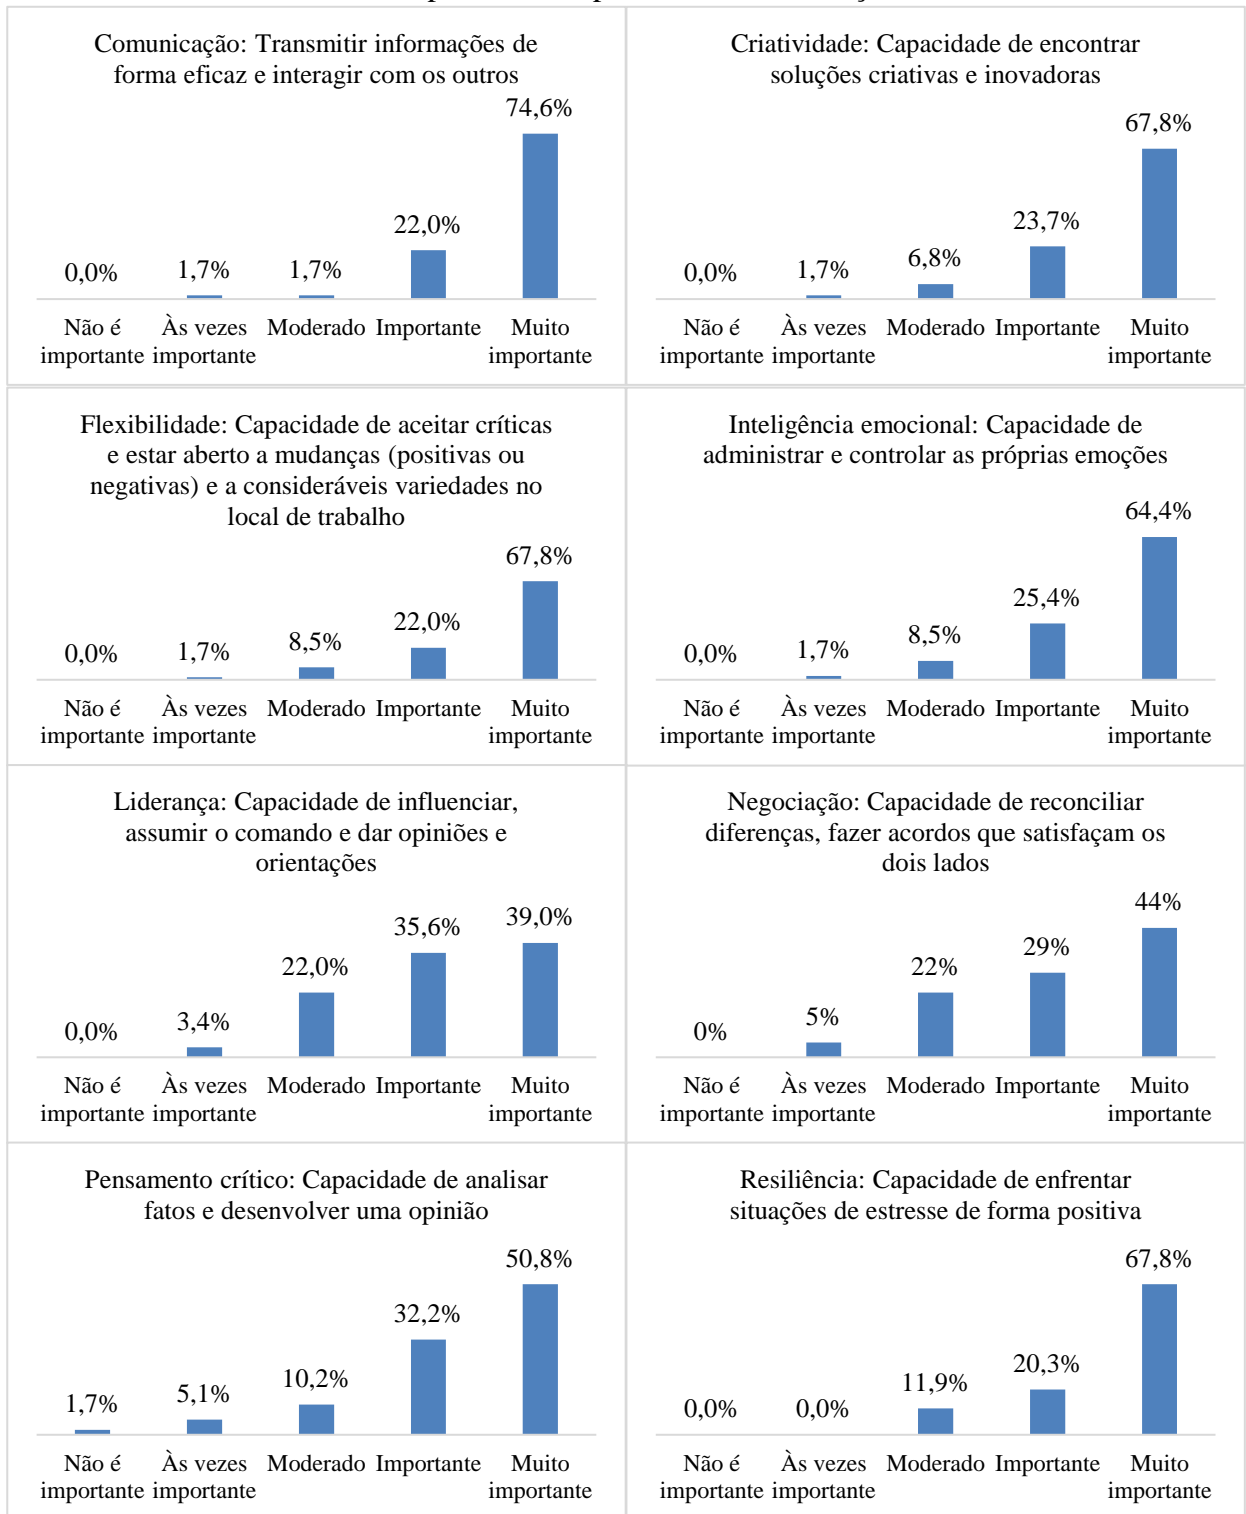 Comunicação: Transmitir informações de
forma eficaz e interagir com os outros
74,6%
22,0%
0,0% 1,7% 1,7%
Não é Às vezes Moderado Importante Muito
importante importante importante
Criatividade: Capacidade de encontrar
soluções criativas e inovadoras
67,8%
23,7%
0,0% 1,7% 6,8%
Não é Às vezes Moderado Importante Muito
importante importante importante
Flexibilidade: Capacidade de aceitar críticas
e estar aberto a mudanças (positivas ou
negativas) e a consideráveis variedades no
local de trabalho
67,8%
22,0%
0,0% 1,7% 8,5%
Não é Às vezes Moderado Importante Muito
importante importante importante
Inteligência emocional: Capacidade de
administrar e controlar as próprias emoções
64,4%
25,4%
0,0% 1,7% 8,5%
Não é Às vezes Moderado Importante Muito
importante importante importante
Liderança: Capacidade de influenciar,
assumir o comando e dar opiniões e
orientações
35,6% 39,0%
22,0%
0,0% 3,4%
Não é Às vezes Moderado Importante Muito
importante importante importante
Negociação: Capacidade de reconciliar
diferenças, fazer acordos que satisfaçam os
dois lados
44%
29%
22%
0% 5%
Não é Às vezes Moderado Importante Muito
importante importante importante
Pensamento crítico: Capacidade de analisar
fatos e desenvolver uma opinião
50,8%
32,2%
1,7% 5,1% 10,2%
Não é Às vezes Moderado Importante Muito
importante importante importante
Resiliência: Capacidade de enfrentar
situações de estresse de forma positiva
67,8%
20,3%
0,0% 0,0% 11,9%
Não é Às vezes Moderado Importante Muito
importante importante importante